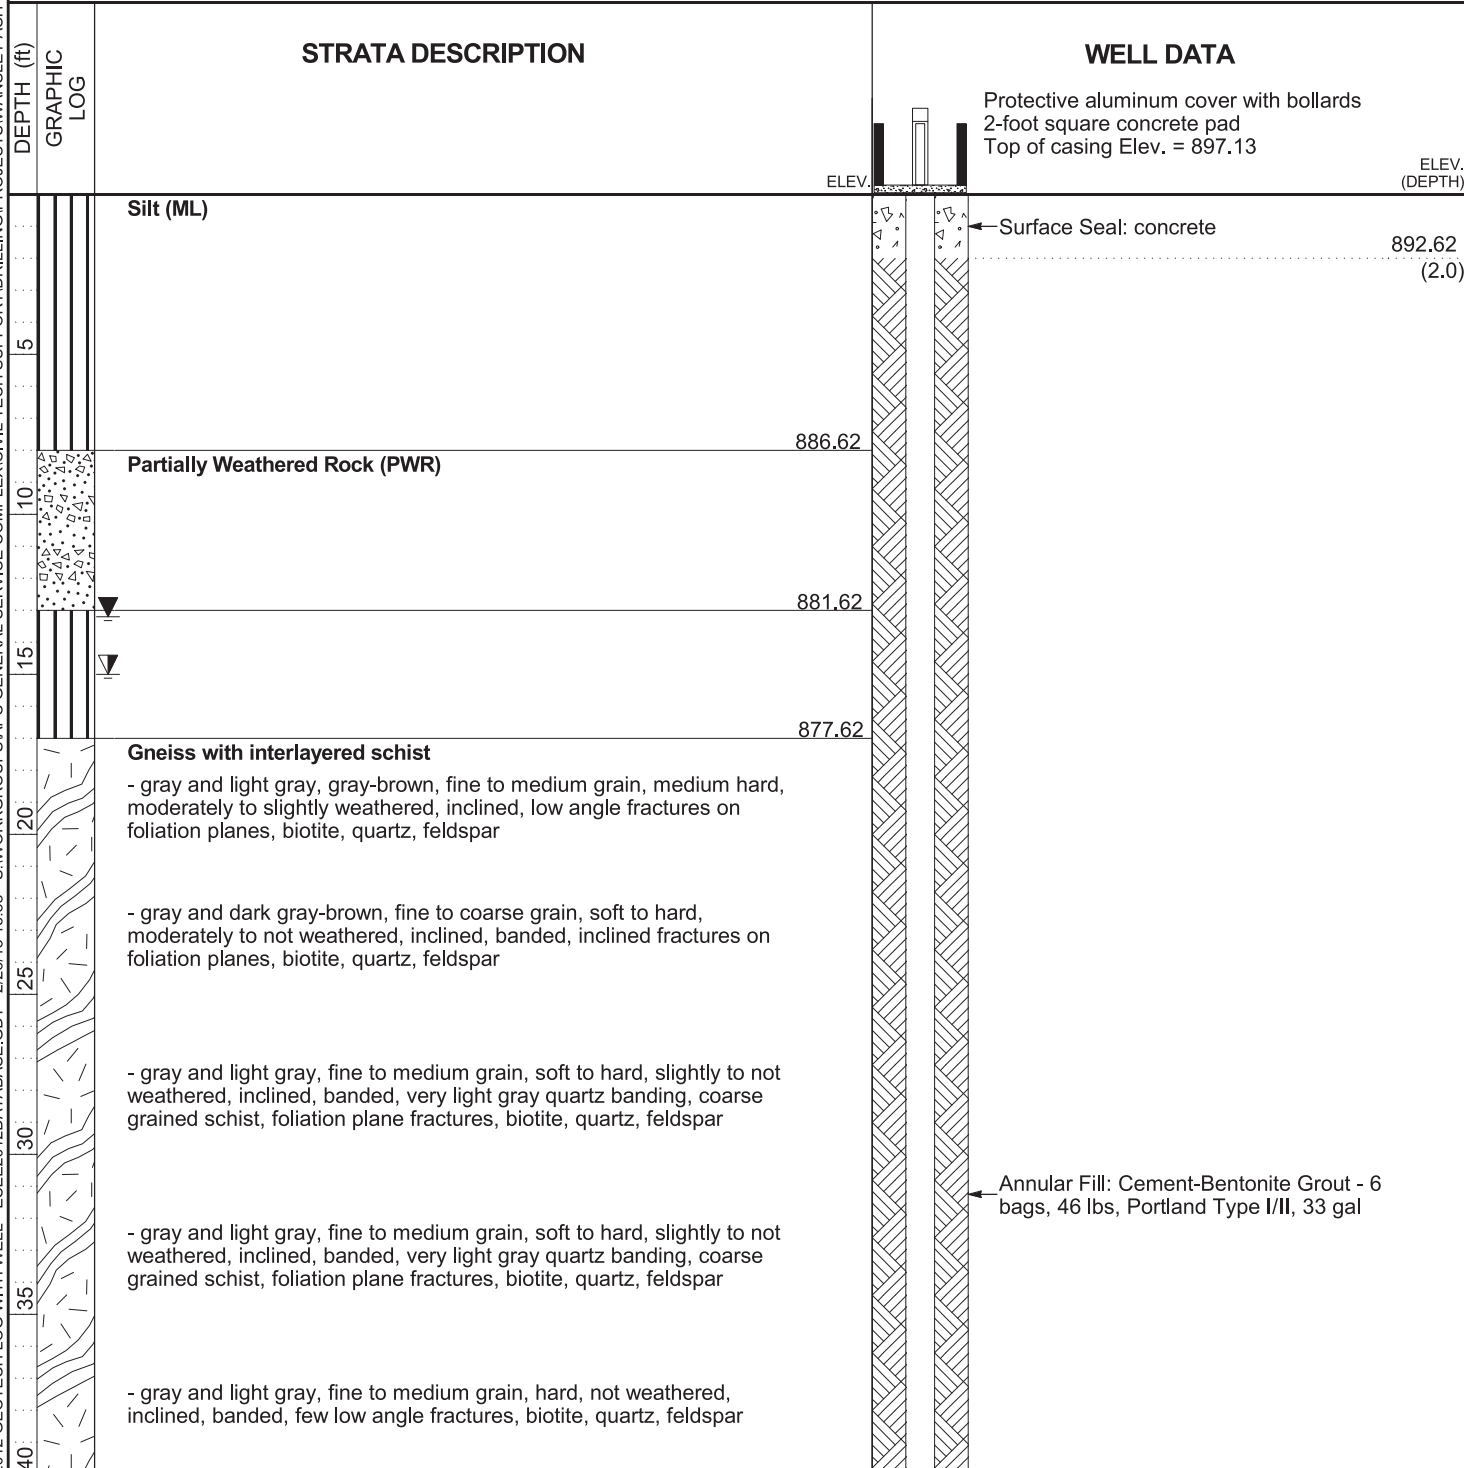 DEPTH (ft)
GRAPHIC
LOG
STRATA DESCRIPTION
ELEV.
WELL DATA
Protective aluminum cover with bollards
2-foot square concrete pad
Top of casing Elev. = 897.13
ELEV.
(DEPTH)
Silt (ML)
Surface Seal: concrete
892.62
(2.0)
5
886.62
Partially Weathered Rock (PWR)
10
881.62
15
877.62
Gneiss with interlayered schist
- gray and light gray, gray-brown, fine to medium grain, medium hard,
moderately to slightly weathered, inclined, low angle fractures on
foliation planes, biotite, quartz, feldspar
20
- gray and dark gray-brown, fine to coarse grain, soft to hard,
moderately to not weathered, inclined, banded, inclined fractures on
foliation planes, biotite, quartz, feldspar
25
- gray and light gray, fine to medium grain, soft to hard, slightly to not
weathered, inclined, banded, very light gray quartz banding, coarse
grained schist, foliation plane fractures, biotite, quartz, feldspar
30
Annular Fill: Cement-Bentonite Grout - 6
bags, 46 lbs, Portland Type I/II, 33 gal
- gray and light gray, fine to medium grain, soft to hard, slightly to not
weathered, inclined, banded, very light gray quartz banding, coarse
grained schist, foliation plane fractures, biotite, quartz, feldspar
35
- gray and light gray, fine to medium grain, hard, not weathered,
inclined, banded, few low angle fractures, biotite, quartz, feldspar
40